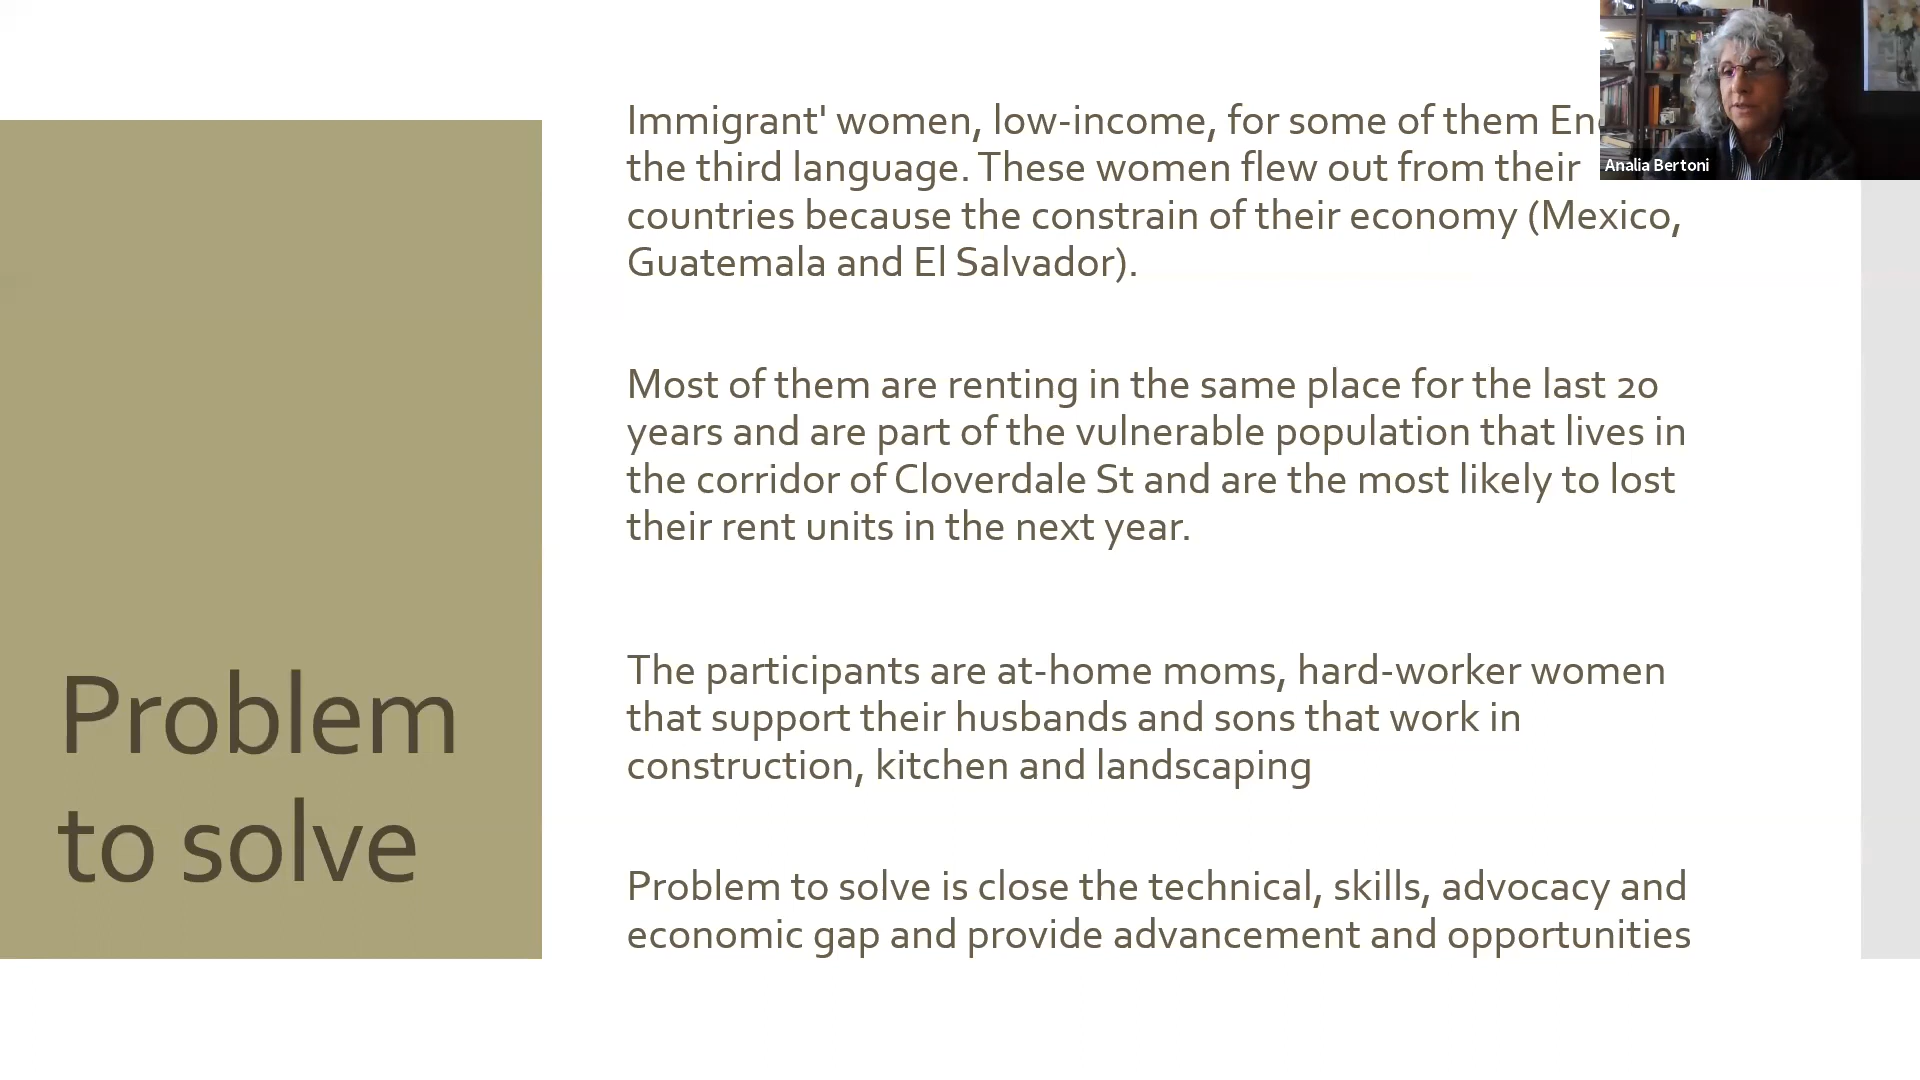 Immigrant' women, low-income, for some of them
the third language. These women flew out from their
countries because the constrain of their economy (Mexico,
Guatemala and El Salvador).
Most of them are renting in the same place for the last 20
years and are part of the vulnerable population that lives in
the corridor of Cloverdale St and are the most likely to lost
their rent units in the next year.
The participants are at-home moms, hard-worker women
that support their husbands and sons that work in
construction, kitchen and landscaping
Problem to solve is close the technical, skills, advocacy and
economic gap and provide advancement and opportunities
Problem
to solve
Analia Bertoni